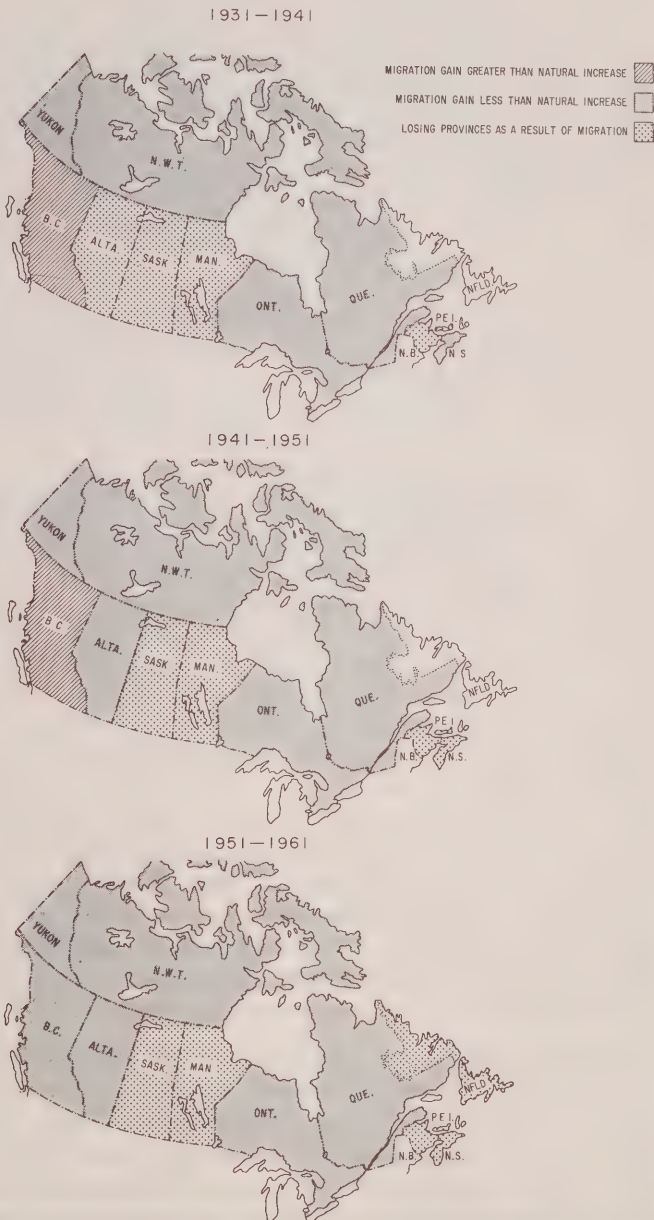 1931-1941
MIGRATION GAIN GREATER THAN NATURAL INCREASE
MIGRATION GAIN LESS THAN NATURAL INCREASE
LOSING PROVINCES AS A RESULT OF MIGRATION
YUKON
N.W.T.
B.C.
ALTA.
SASK.
MAN.
ONT.
QUE.
NFLD.
P.E.I.
N.B.
N.S.
1941-1951
YUKON
N.W.T.
B.C.
ALTA.
SASK.
MAN.
ONT.
QUE.
NFLD.
P.E.I.
N.B.
N.S.
1951-1961
YUKON
N.W.T.
B.C.
ALTA.
SASK.
MAN
ONT.
QUE.
NFLD.
P.E.I.
N.B.
N.S.